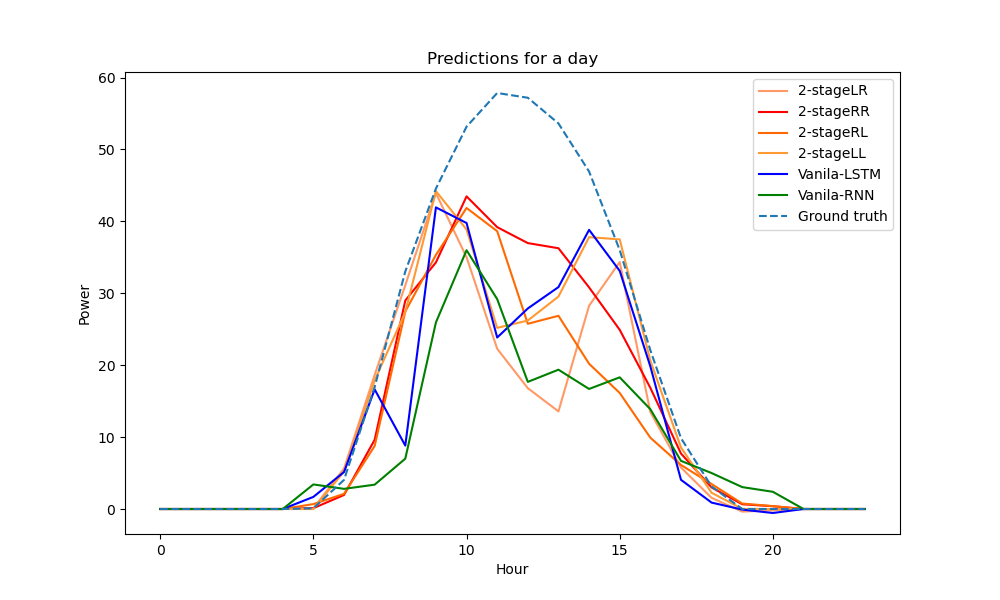 Predictions for a day
60
50
40
30
20
10
0
Power
0 5 10 15 20
Hour
2-stageLR
2-stageRR
2-stageRL
2-stageLL
Vanila-LSTM
Vanila-RNN
Ground truth